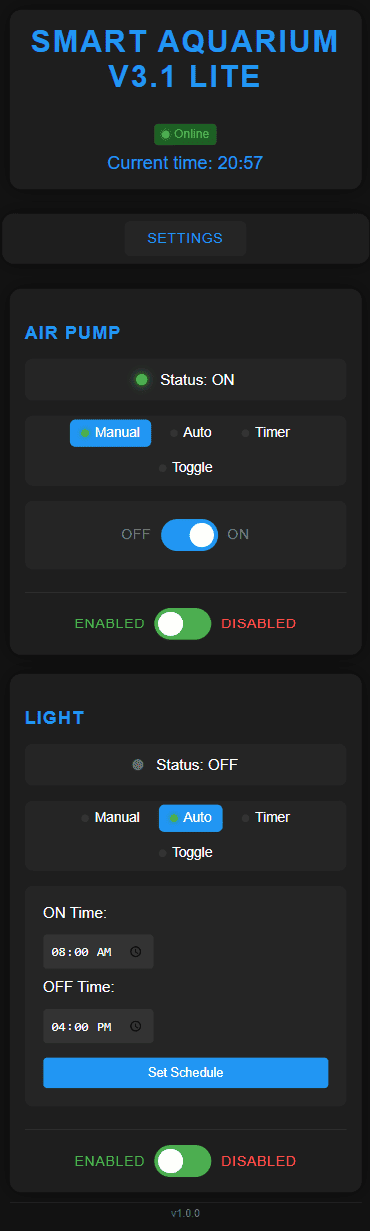 SMART AQUARIUM
V3.1 LITE
Online
Current time: 20:57
SETTINGS
AIR PUMP
Status: ON
Manual Auto Timer
Toggle
OFF ON
ENABLED DISABLED
LIGHT
Status: OFF
Manual Auto Timer
Toggle
ON Time:
08:00 AM
OFF Time:
04:00 PM
Set Schedule
ENABLED DISABLED
v1.0.0